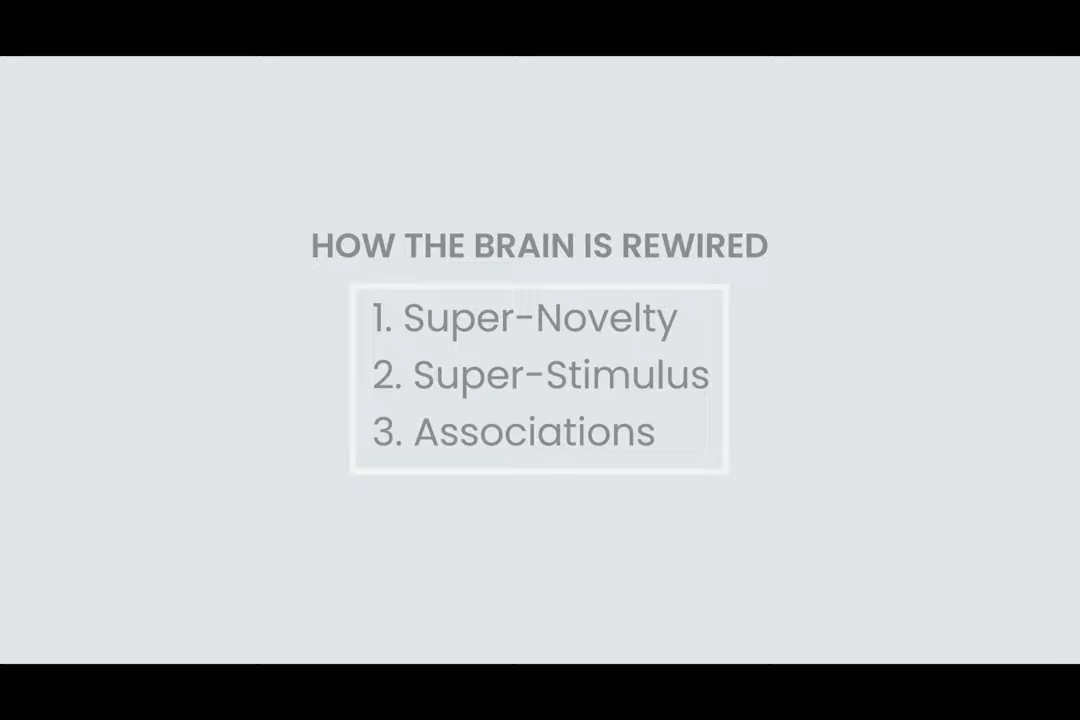 HOW THE BRAIN IS REWIRED
1. Super-Novelty
2. Super-Stimulus
3. Associations